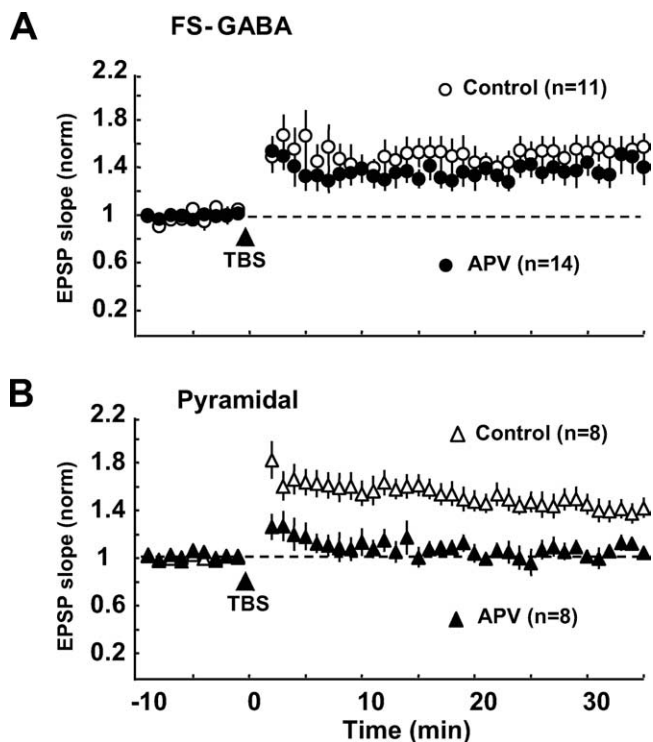 A
FS-GABA
2.2
1.8
1.4
1
0.6
0.2
EPSP slope (norm)
Control (n=11)
TBS
APV (n=14)
B
Pyramidal
2.2
1.8
1.4
1
0.6
0.2
EPSP slope (norm)
Control (n=8)
TBS
APV (n=8)
-10 0 10 20 30
Time (min)